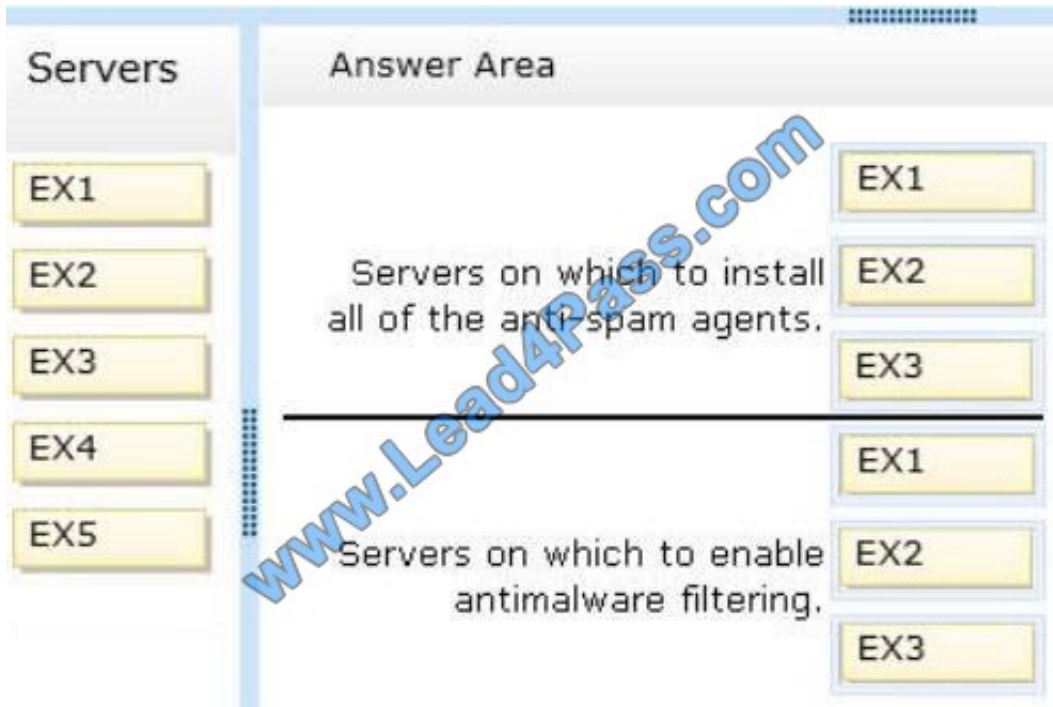 Servers
Answer Area
EX1
EX2
EX3
EX4
EX5
Servers on which to install
all of the anti-spam agents.
EX1
EX2
EX3
Servers on which to enable
antimalware filtering.
EX1
EX2
EX3
www.Lead4Pass.com